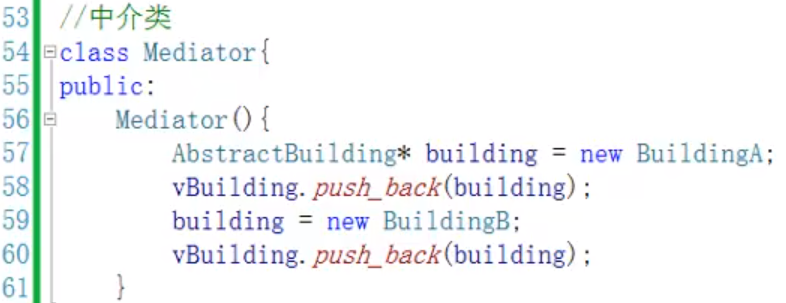 53 //中介类
54 class Mediator{
55 public:
56     Mediator(){
57         AbstractBuilding* building = new BuildingA;
58         vBuilding.push_back(building);
59         building = new BuildingB;
60         vBuilding.push_back(building);
61     }